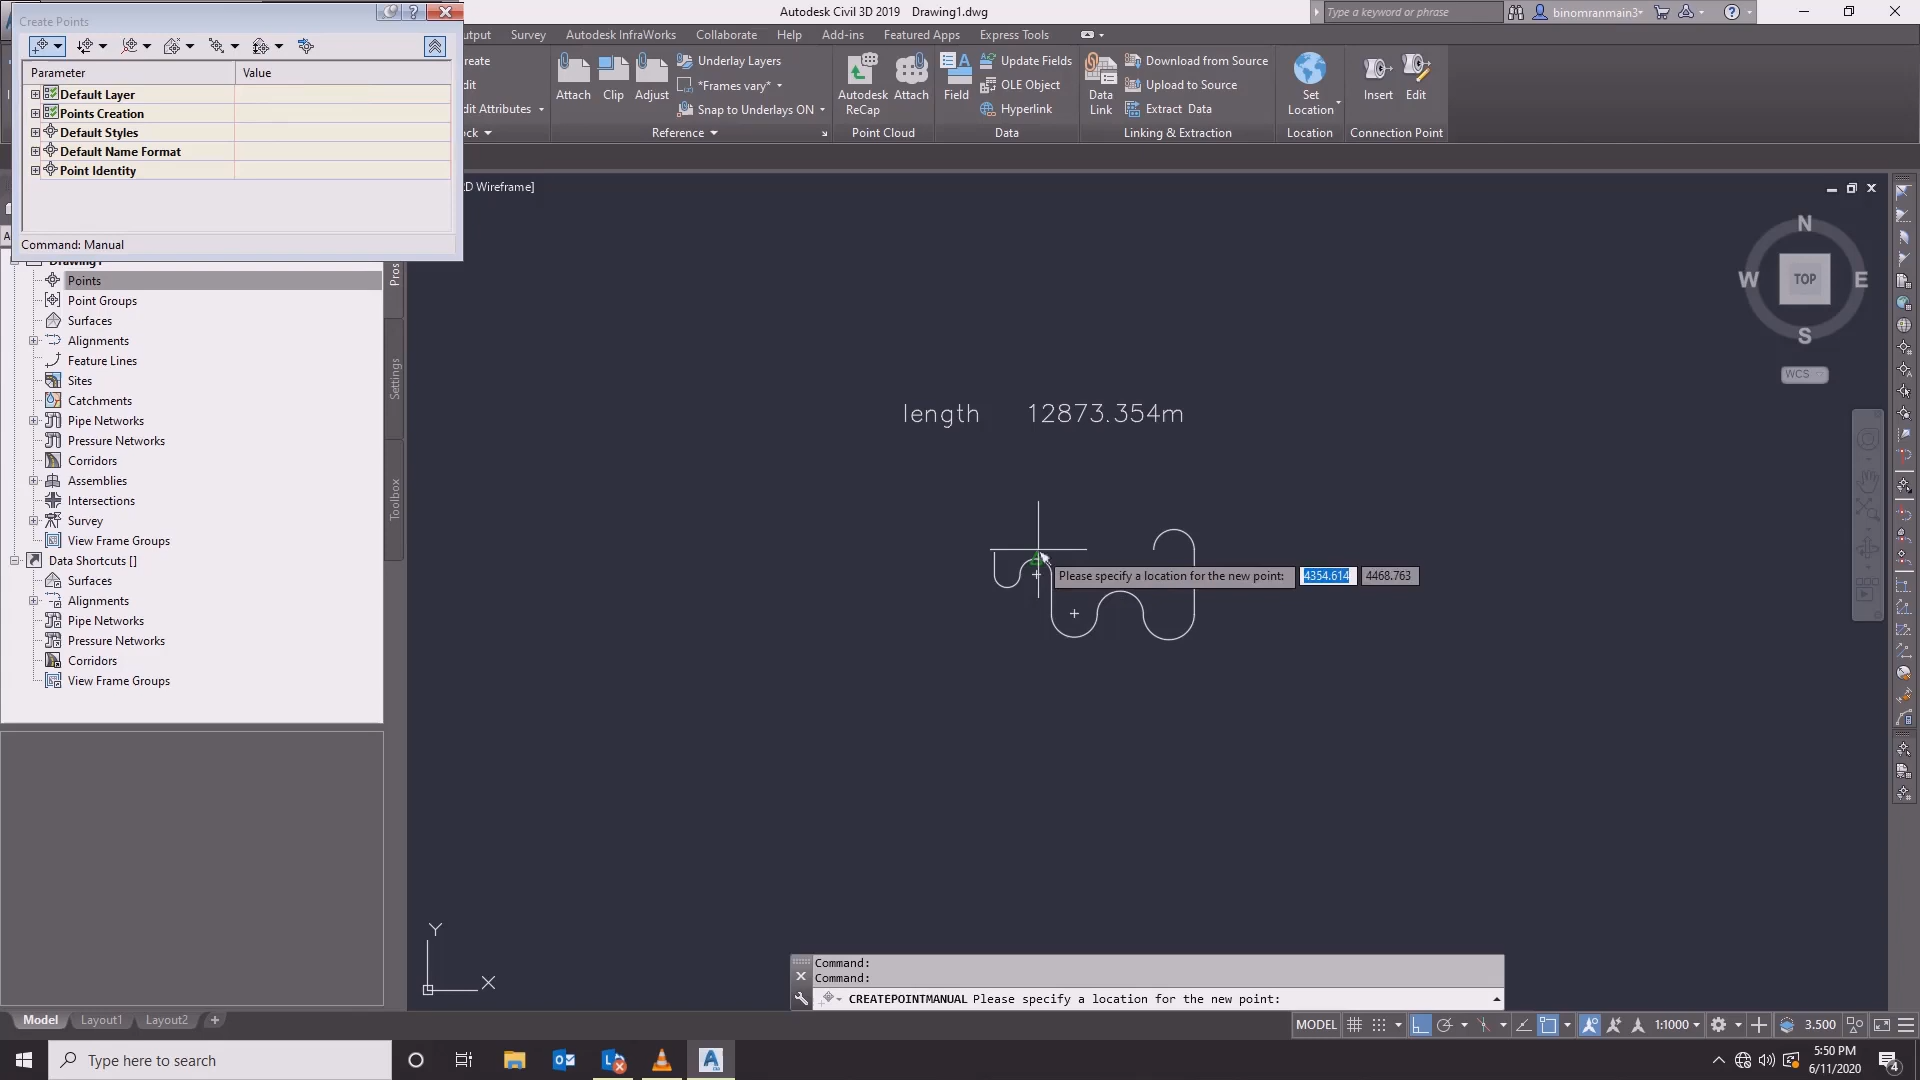 Create Points
Autodesk Civil 3D 2019 Drawing1.dwg
Type a keyword or phrase
binomranmain3
utput Survey Autodesk InfraWorks Collaborate Help Add-ins Featured Apps Express Tools
Parameter Value
Default Layer
Points Creation
Default Styles
Default Name Format
Point Identity
Command: Manual
reate
edit
dit Attributes
ck
Attach Clip Adjust
Underlay Layers
*Frames vary*
Snap to Underlays ON
Reference
Autodesk ReCap
Attach
Point Cloud
Field
Update Fields
OLE Object
Hyperlink
Data
Data Link
Download from Source
Upload to Source
Extract Data
Linking & Extraction
Set Location
Location
Insert Edit
Connection Point
D Wireframe]
Drawing1
Points
Point Groups
Surfaces
Alignments
Feature Lines
Sites
Catchments
Pipe Networks
Pressure Networks
Corridors
Assemblies
Intersections
Survey
View Frame Groups
Data Shortcuts []
Surfaces
Alignments
Pipe Networks
Pressure Networks
Corridors
View Frame Groups
Pros
Settings
Toolbox
N
W TOP E
S
WCS
length 12873.354m
Please specify a location for the new point: 4354.614 4468.763
Y
X
Command:
Command:
CREATEPOINTMANUAL Please specify a location for the new point:
Model Layout1 Layout2 +
MODEL 1:1000 3.500
Type here to search
5:50 PM
6/11/2020
4